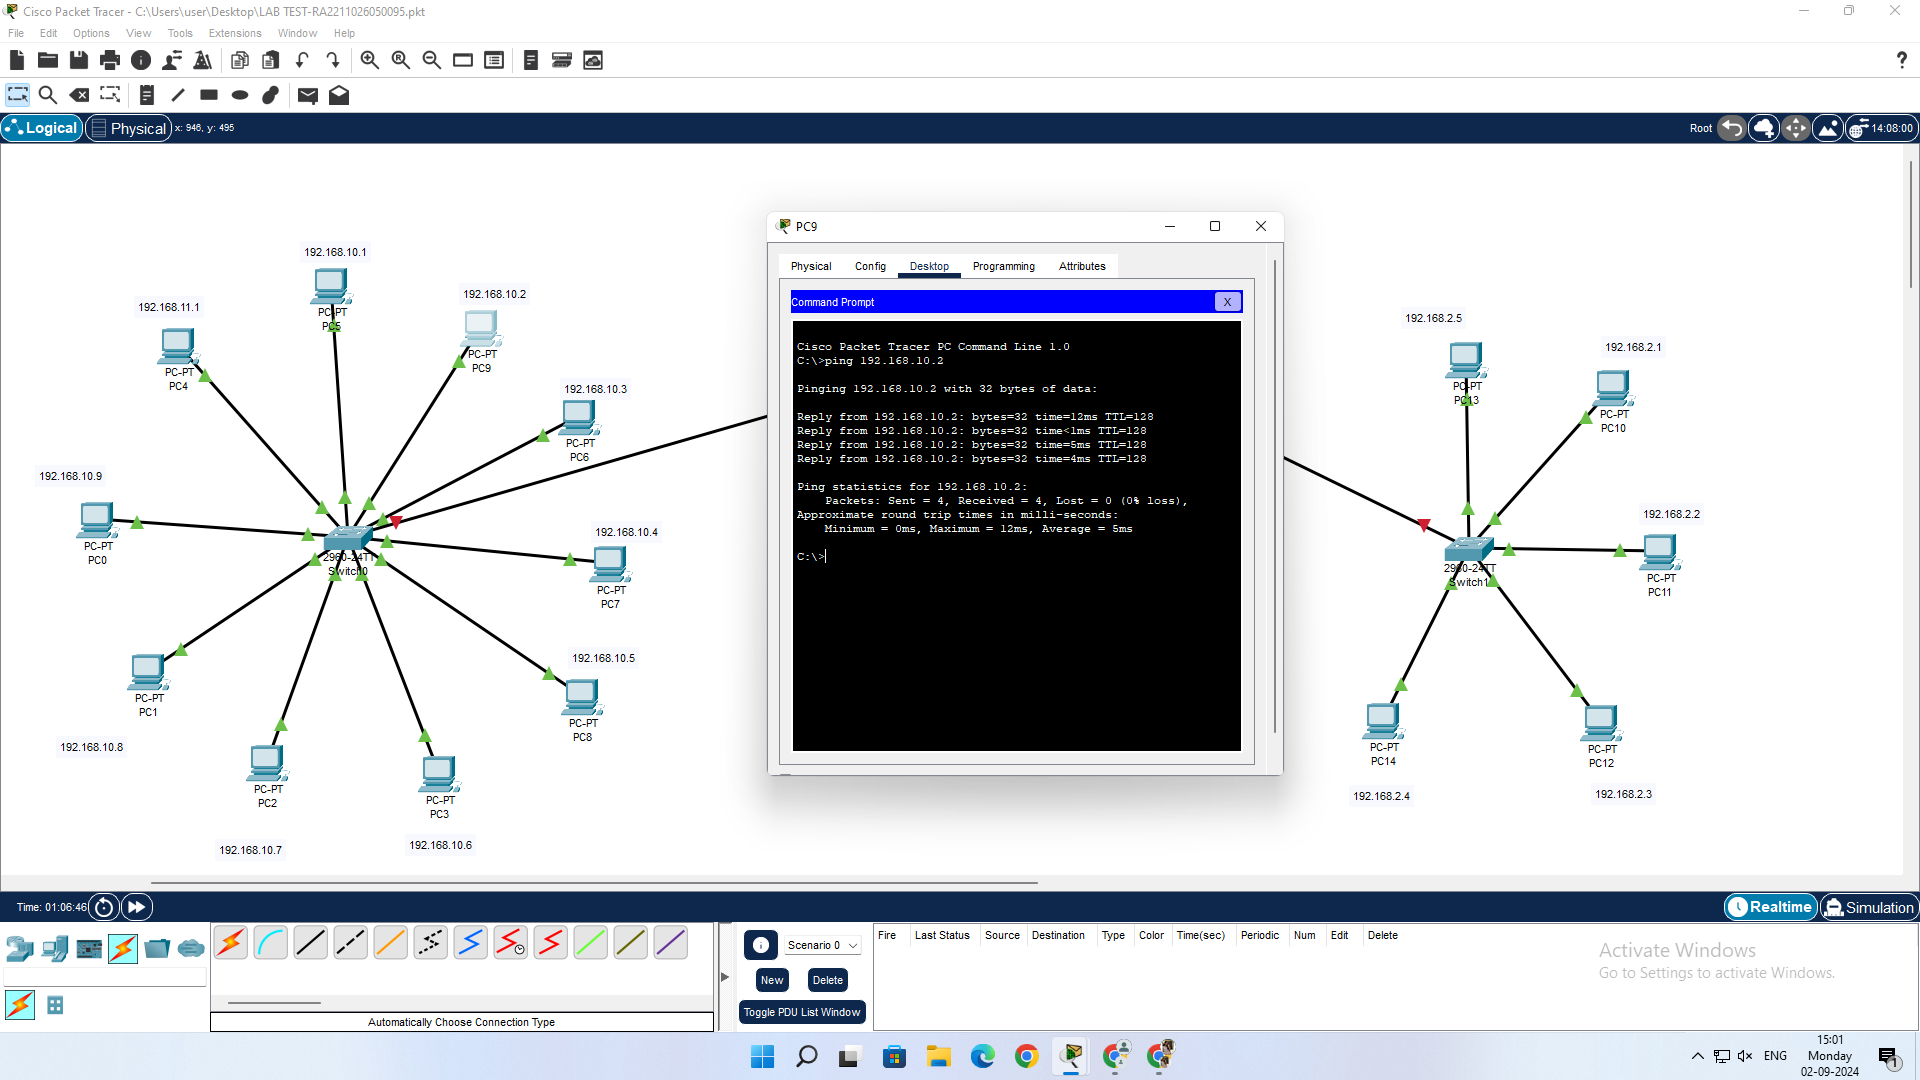 Cisco Packet Tracer - C:\Users\user\Desktop\LAB TEST-RA2211026050095.pkt
File Edit Options View Tools Extensions Window Help
?
Logical Physical x: 946, y: 495 Root 14:08:00
192.168.10.1
192.168.11.1
192.168.10.2
192.168.10.3
192.168.10.9
192.168.10.4
192.168.10.5
192.168.10.8
192.168.10.7
192.168.10.6
PC-PT
PC5
PC-PT
PC4
PC-PT
PC9
PC-PT
PC6
PC-PT
PC0
2960-24TT
Switch0
PC-PT
PC7
PC-PT
PC1
PC-PT
PC8
PC-PT
PC2
PC-PT
PC3
PC9
Physical Config Desktop Programming Attributes
Command Prompt X
Cisco Packet Tracer PC Command Line 1.0
C:\>ping 192.168.10.2
Pinging 192.168.10.2 with 32 bytes of data:
Reply from 192.168.10.2: bytes=32 time=12ms TTL=128
Reply from 192.168.10.2: bytes=32 time<1ms TTL=128
Reply from 192.168.10.2: bytes=32 time=5ms TTL=128
Reply from 192.168.10.2: bytes=32 time=4ms TTL=128
Ping statistics for 192.168.10.2:
Packets: Sent = 4, Received = 4, Lost = 0 (0% loss),
Approximate round trip times in milli-seconds:
Minimum = 0ms, Maximum = 12ms, Average = 5ms
C:\>
192.168.2.5
192.168.2.1
192.168.2.2
192.168.2.4
192.168.2.3
PC-PT
PC13
PC-PT
PC10
2960-24TT
Switch1
PC-PT
PC11
PC-PT
PC14
PC-PT
PC12
Time: 01:06:46 Realtime Simulation
Scenario 0
New Delete
Toggle PDU List Window
Fire Last Status Source Destination Type Color Time(sec) Periodic Num Edit Delete
Automatically Choose Connection Type
Activate Windows
Go to Settings to activate Windows.
ENG
15:01
Monday
02-09-2024
1